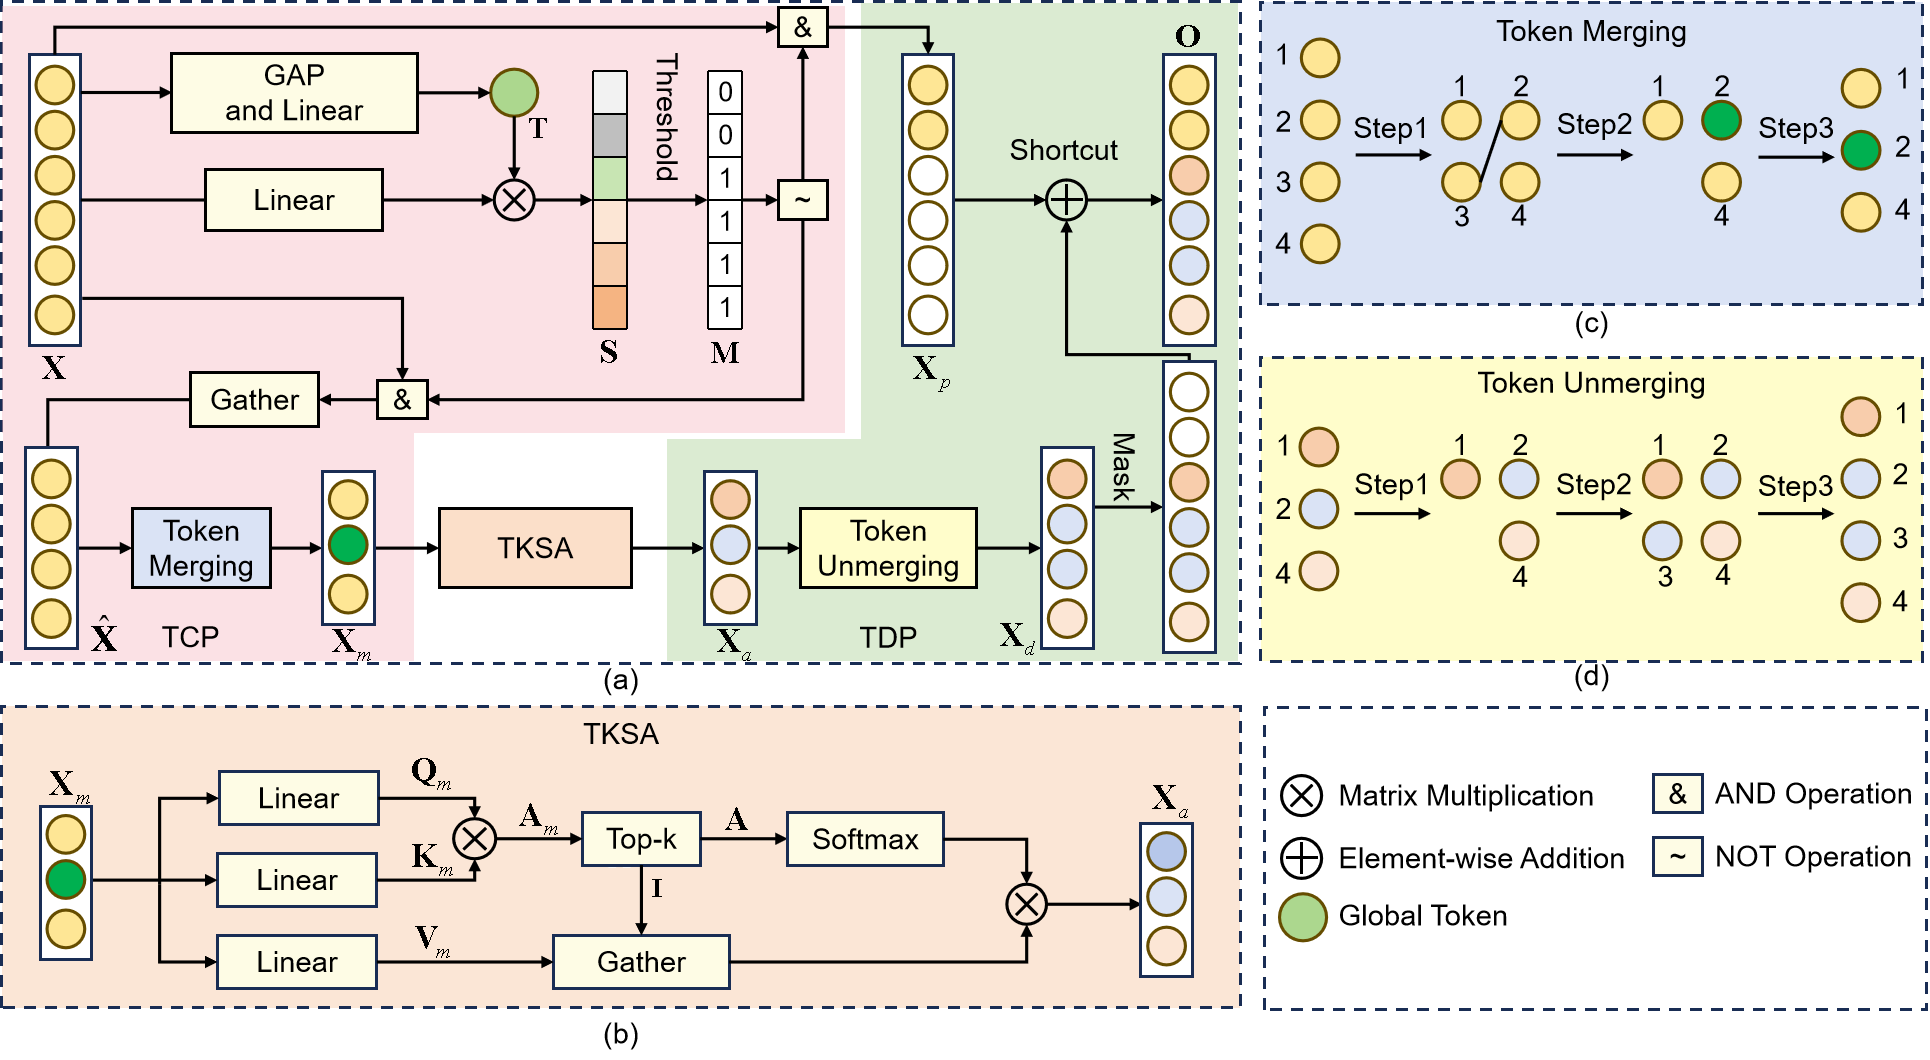 &
O
GAP
and Linear
T
Threshold
0
0
1
1
1
1
Linear
~
Shortcut
X
S
M
X_p
Gather
&
Mask
Token
Merging
TKSA
Token
Unmerging
X̂
TCP
X_m
X_a
TDP
X_d
(a)
TKSA
X_m
Linear
Q_m
Linear
K_m
Linear
V_m
A_m
Top-k
A
Softmax
I
Gather
X_a
(b)
Token Merging
1
2
3
4
Step1
1
2
3
4
Step2
1
2
4
Step3
1
2
4
(c)
Token Unmerging
1
2
4
Step1
1
2
4
Step2
1
2
3
4
Step3
1
2
3
4
(d)
Matrix Multiplication
& AND Operation
Element-wise Addition
~ NOT Operation
Global Token